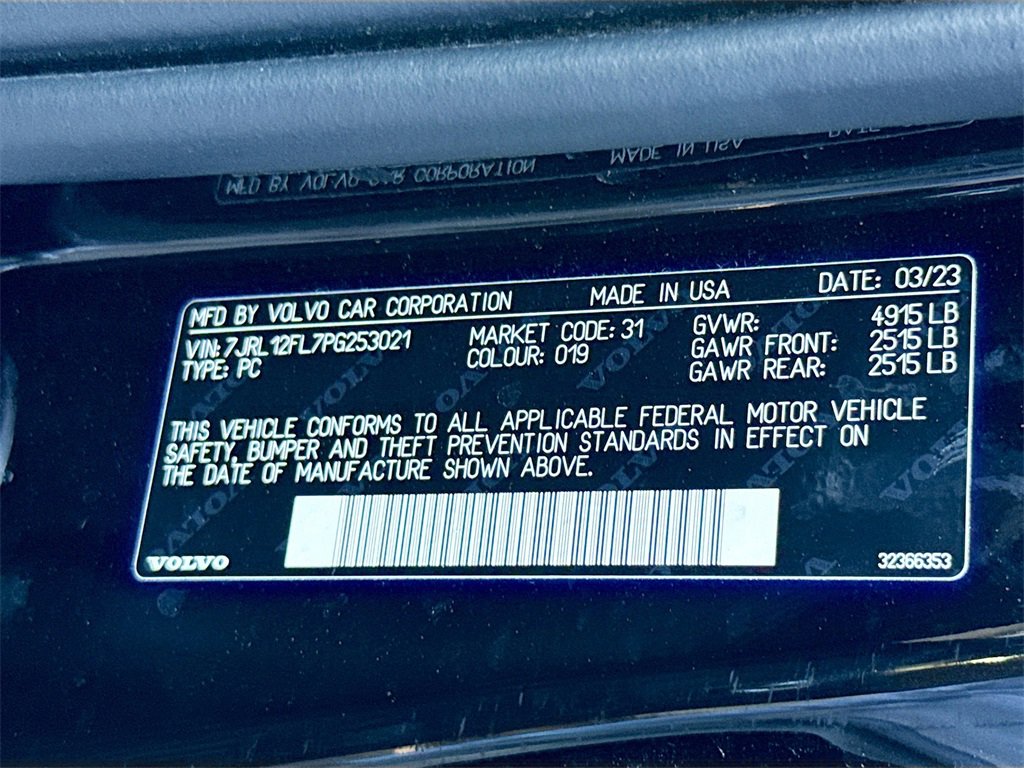 MFD BY VOLVO CAR CORPORATION MADE IN USA DATE: 03/23
VIN: 7JRL12FL7PG253021 MARKET CODE: 31 GVWR: 4915 LB
TYPE: PC COLOUR: 019 GAWR FRONT: 2515 LB
GAWR REAR: 2515 LB
THIS VEHICLE CONFORMS TO ALL APPLICABLE FEDERAL MOTOR VEHICLE
SAFETY, BUMPER AND THEFT PREVENTION STANDARDS IN EFFECT ON
THE DATE OF MANUFACTURE SHOWN ABOVE.
VOLVO 32366353